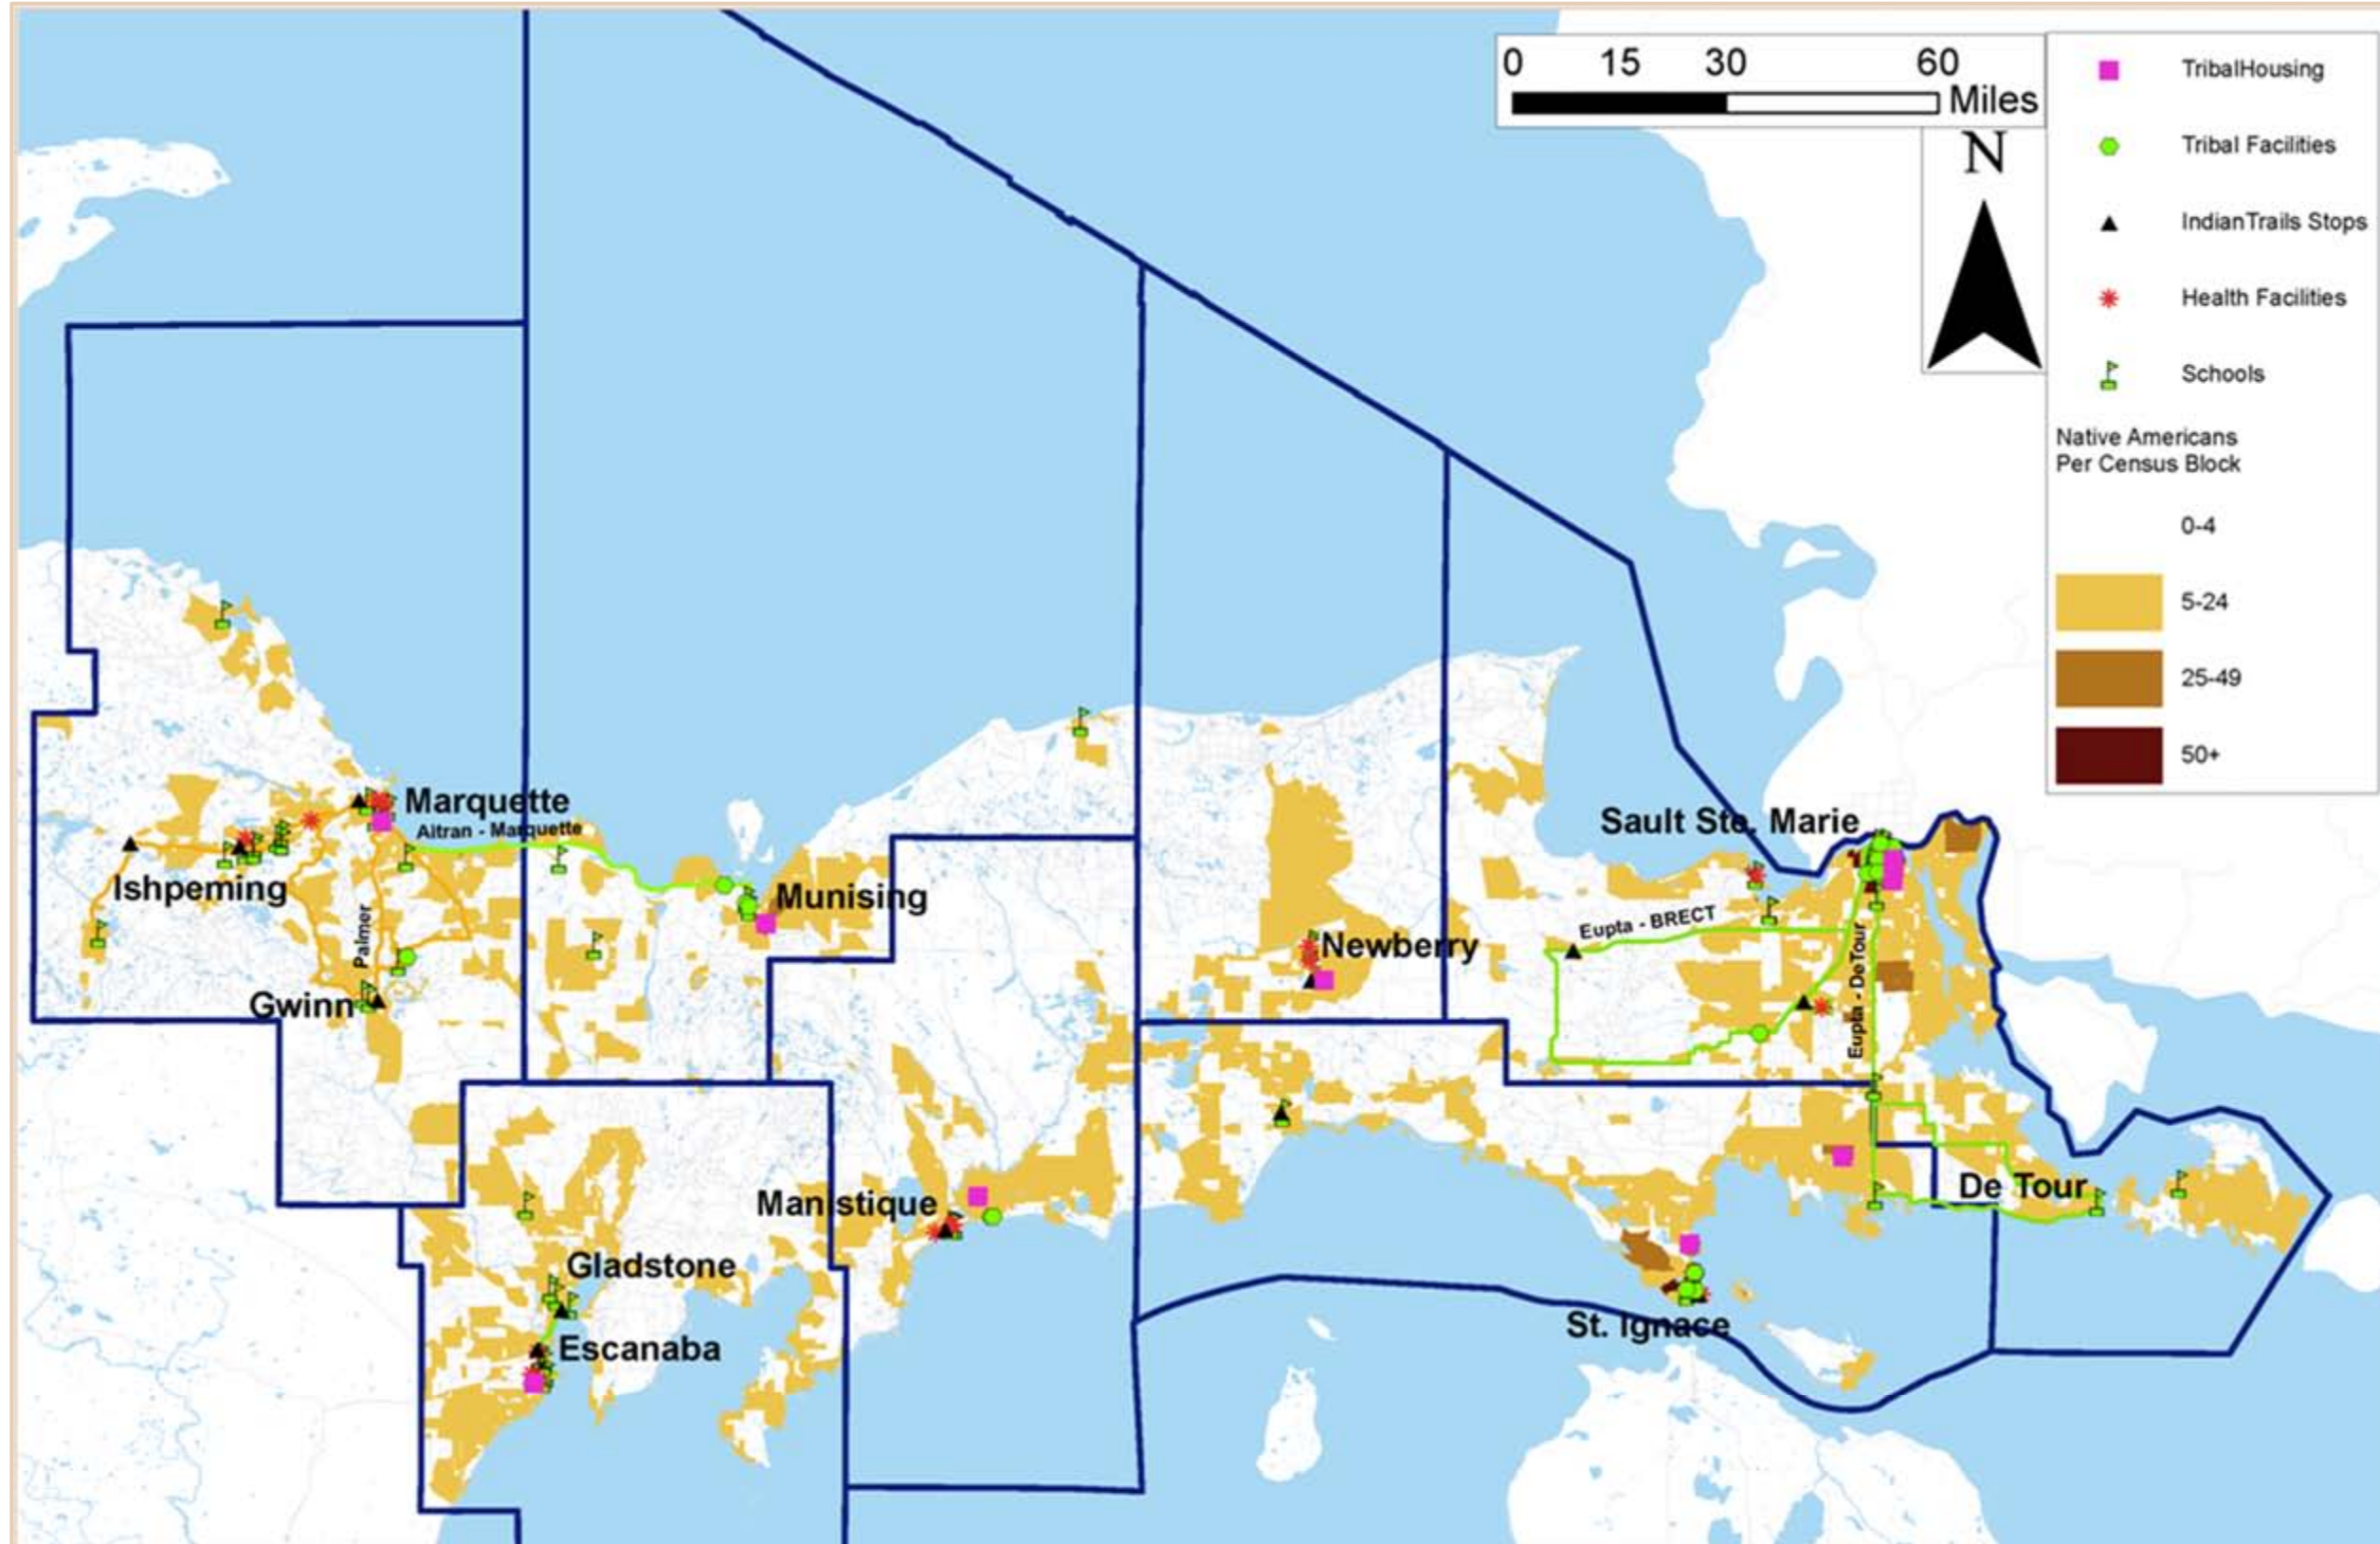 0 15 30 60
Miles
N
TribalHousing
Tribal Facilities
IndianTrails Stops
Health Facilities
Schools
Native Americans
Per Census Block
0-4
5-24
25-49
50+
Marquette
Altran - Marquette
Ishpeming
Palmer
Gwinn
Munising
Newberry
Sault Ste. Marie
Eupta - BRECT
Eupta - DeTour
De Tour
Manistique
Gladstone
Escanaba
St. Ignace